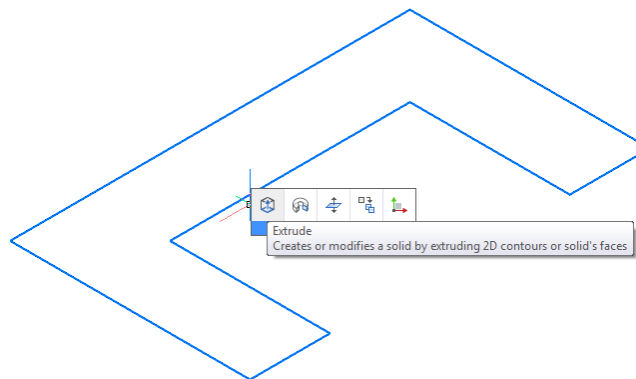 Extrude
Creates or modifies a solid by extruding 2D contours or solid's faces